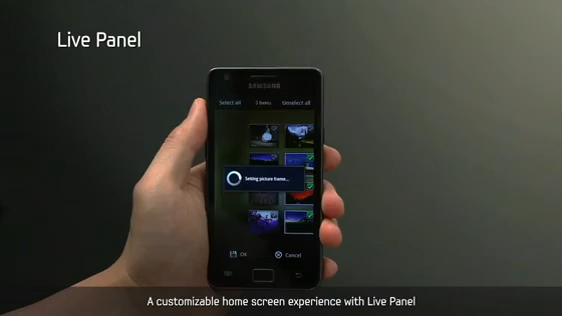 Live Panel
SAMSUNG
Select all 3 Items Unselect all
Setting picture frame...
OK Cancel
A customizable home screen experience with Live Panel